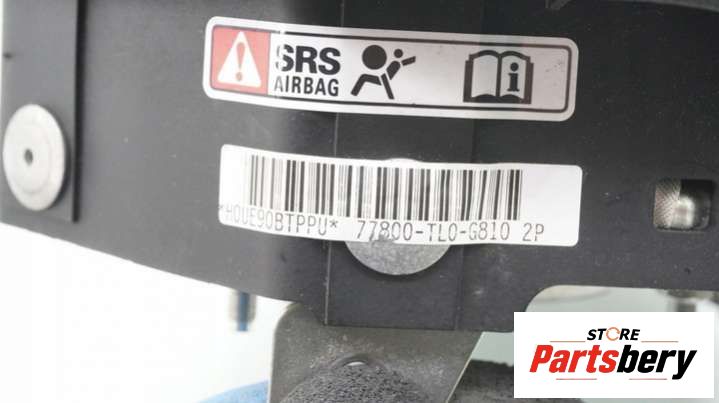 SRS
AIRBAG
*HOUE90BTPPU* 77800-TL0-G810 2P
STORE
Partsbery